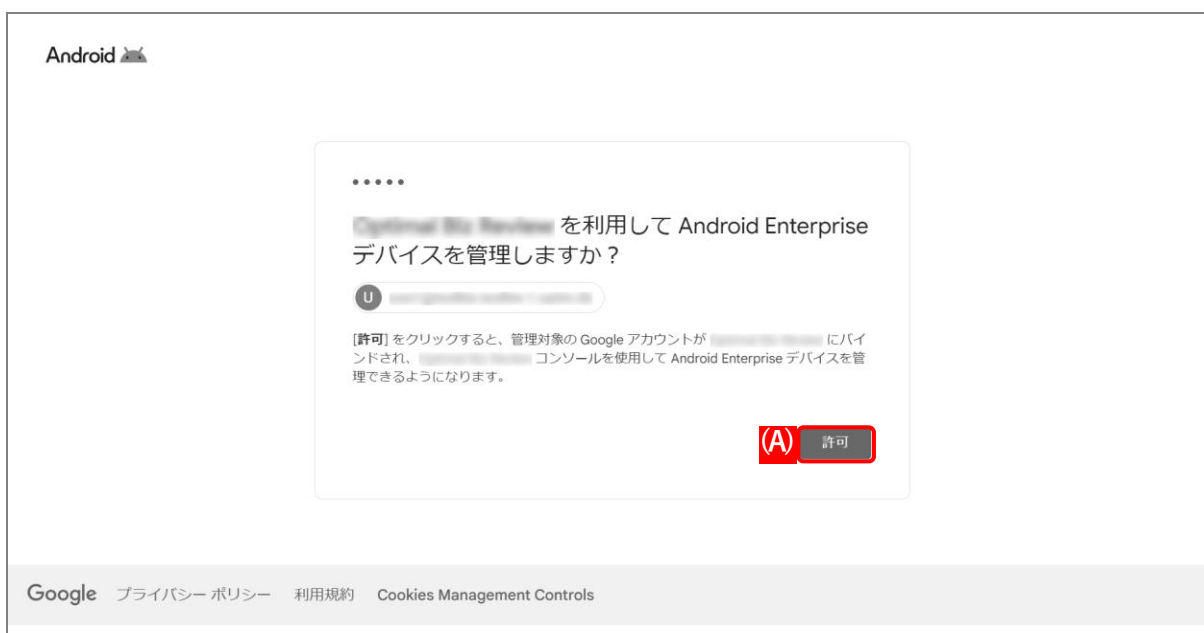 Android
を利用して Android Enterprise
デバイスを管理しますか？
U
[許可] をクリックすると、管理対象の Google アカウントが にバイ
ンドされ、 コンソールを使用して Android Enterprise デバイスを管
理できるようになります。
(A) 許可
Google プライバシー ポリシー 利用規約 Cookies Management Controls